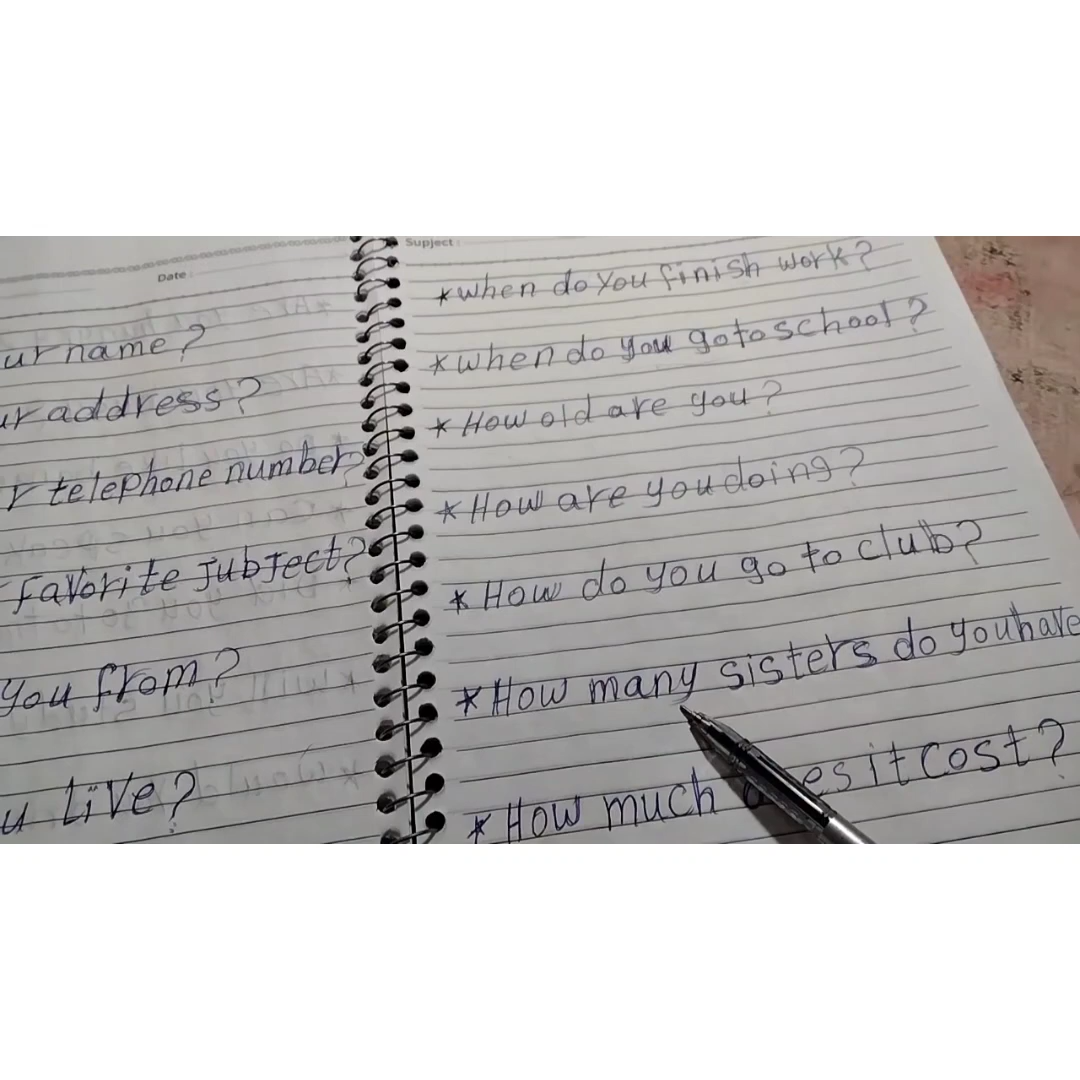 Date :
ur name?
ur address?
r telephone number?
favorite jubject?
you from?
u live?
Supject :
*when do you finish work?
*when do you go to school?
* How old are you?
*How are you doing?
* How do you go to club?
*How many sisters do you have
* How much es it cost?